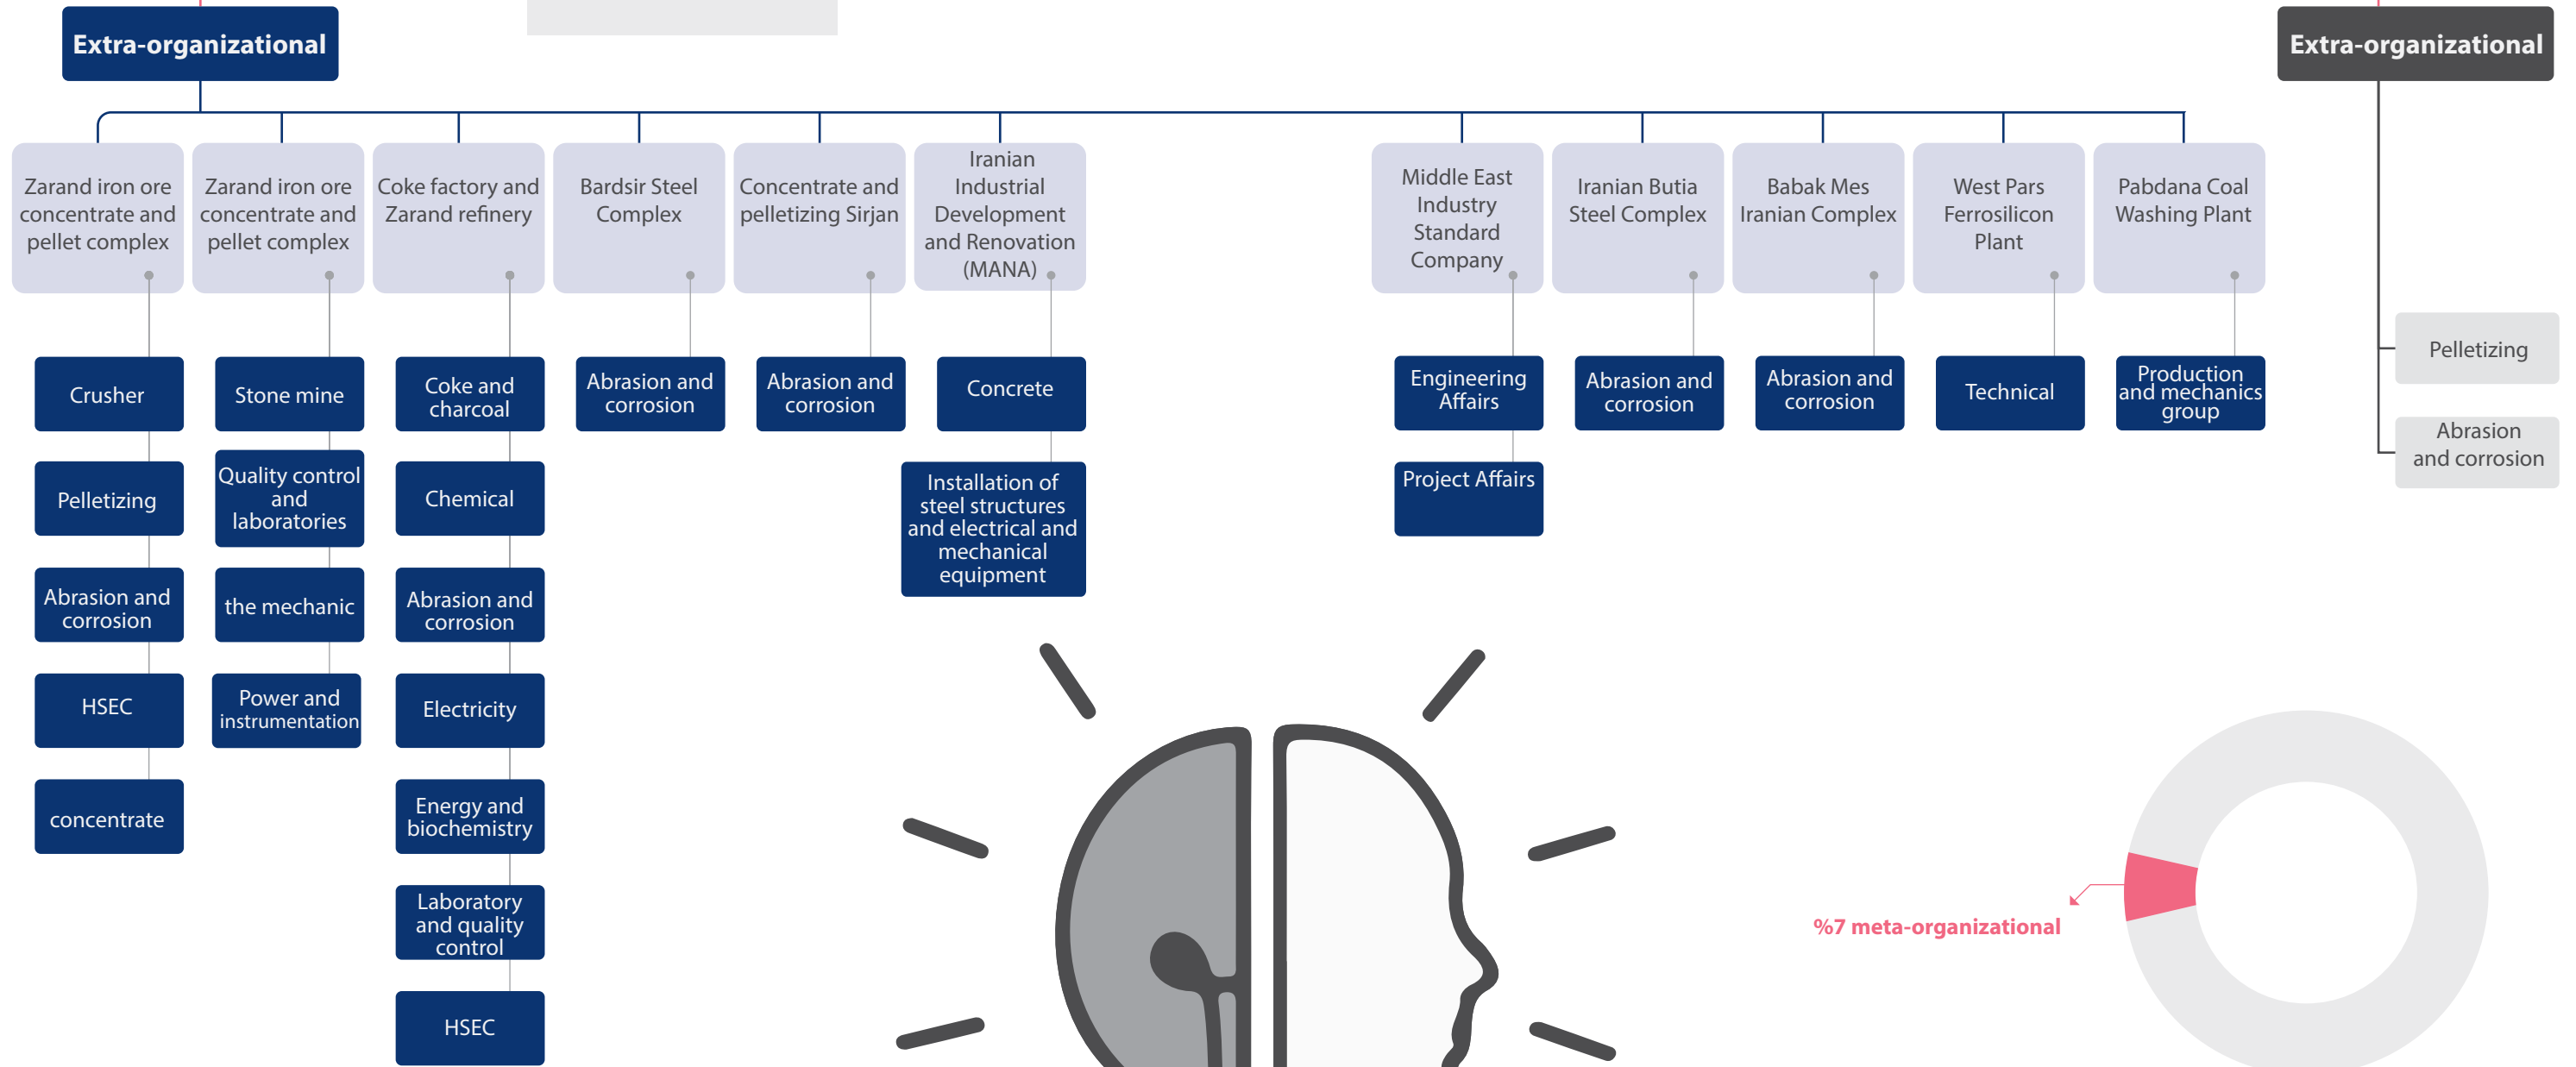 Extra-organizational
Extra-organizational
Zarand iron ore
concentrate and
pellet complex
Zarand iron ore
concentrate and
pellet complex
Coke factory and
Zarand refinery
Bardsir Steel
Complex
Concentrate and
pelletizing Sirjan
Iranian
Industrial
Development
and Renovation
(MANA)
Middle East
Industry
Standard
Company
Iranian Butia
Steel Complex
Babak Mes
Iranian Complex
West Pars
Ferrosilicon
Plant
Pabdana Coal
Washing Plant
Crusher
Pelletizing
Abrasion and
corrosion
HSEC
concentrate
Stone mine
Quality control
and
laboratories
the mechanic
Power and
instrumentation
Coke and
charcoal
Chemical
Abrasion and
corrosion
Electricity
Energy and
biochemistry
Laboratory
and quality
control
HSEC
Abrasion and
corrosion
Abrasion and
corrosion
Concrete
Installation of
steel structures
and electrical and
mechanical
equipment
Engineering
Affairs
Project Affairs
Abrasion and
corrosion
Abrasion and
corrosion
Technical
Production
and mechanics
group
Pelletizing
Abrasion
and corrosion
%7 meta-organizational